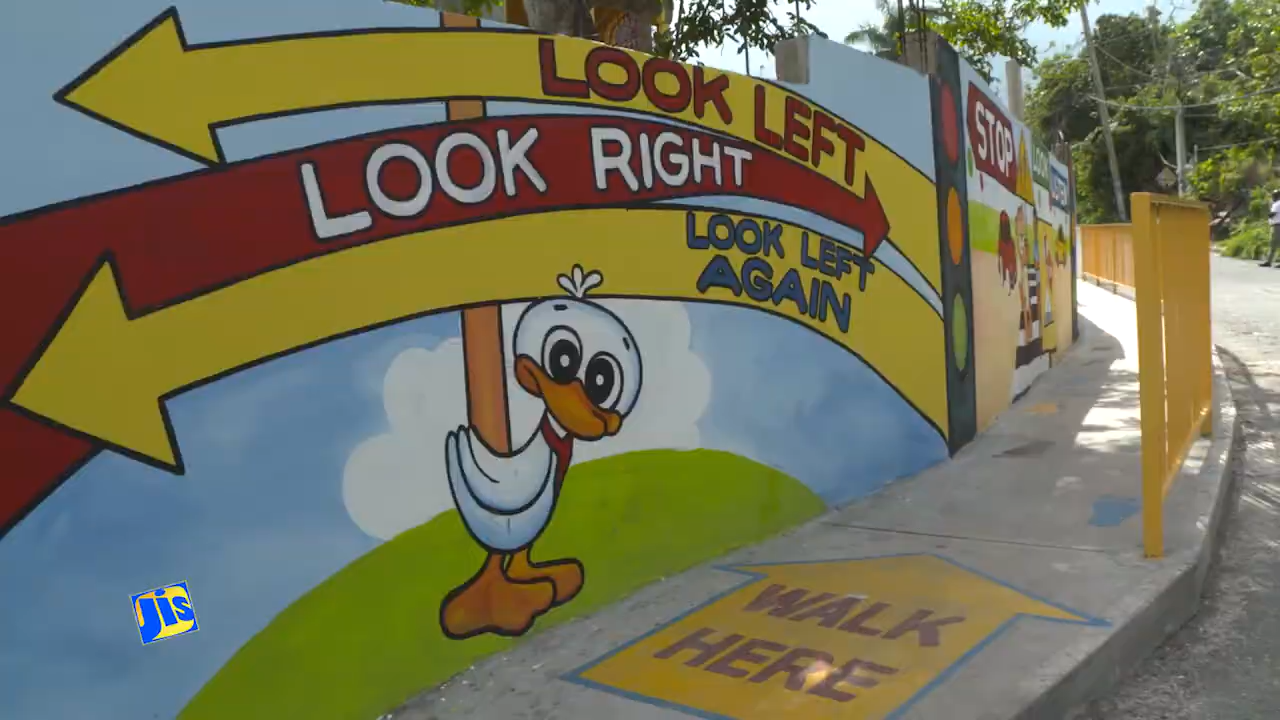 LOOK LEFT
LOOK RIGHT
LOOK LEFT
AGAIN
STOP
WALK
HERE
Jis